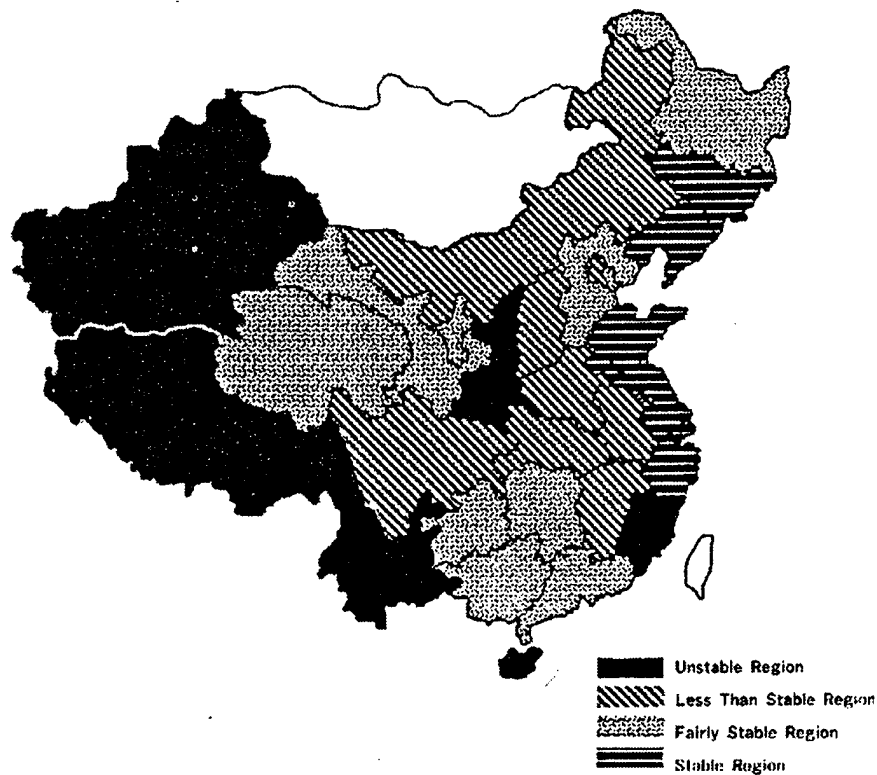 Unstable Region
Less Than Stable Region
Fairly Stable Region
Stable Region